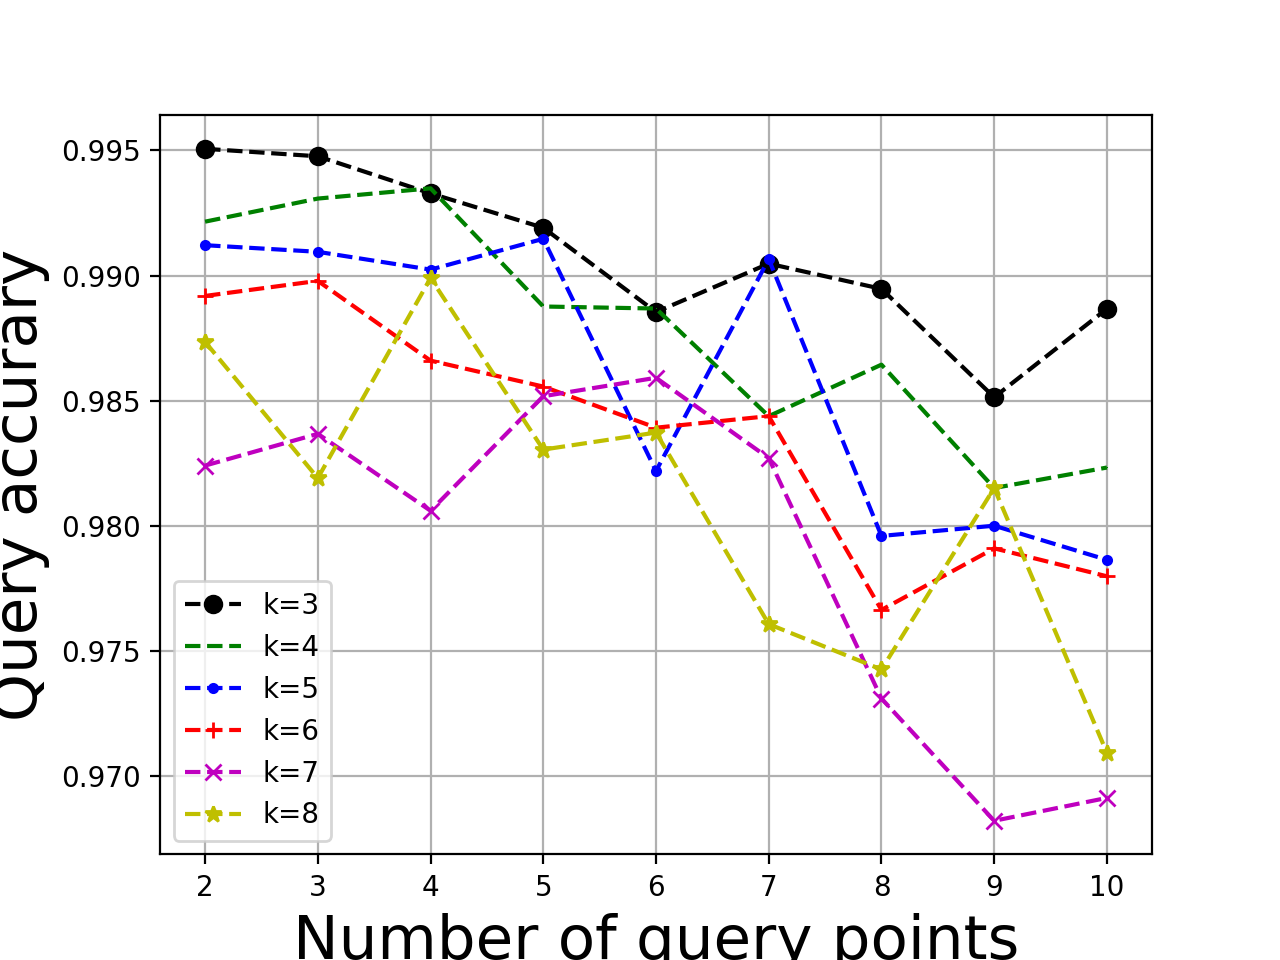 Query accurary
0.995
0.990
0.985
0.980
0.975
0.970
k=3
k=4
k=5
k=6
k=7
k=8
2 3 4 5 6 7 8 9 10
Number of query points